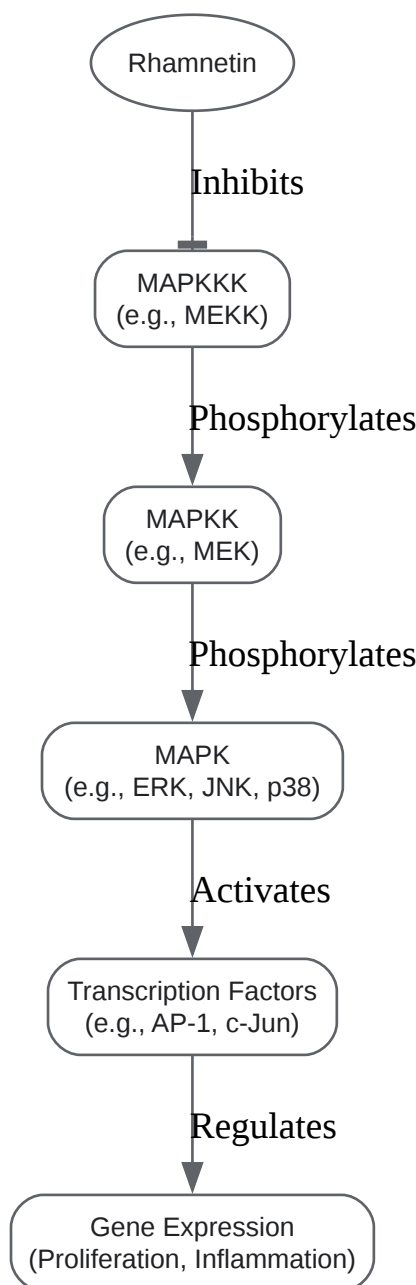 Rhamnetin
Inhibits
MAPKKK
(e.g., MEKK)
Phosphorylates
MAPKK
(e.g., MEK)
Phosphorylates
MAPK
(e.g., ERK, JNK, p38)
Activates
Transcription Factors
(e.g., AP-1, c-Jun)
Regulates
Gene Expression
(Proliferation, Inflammation)